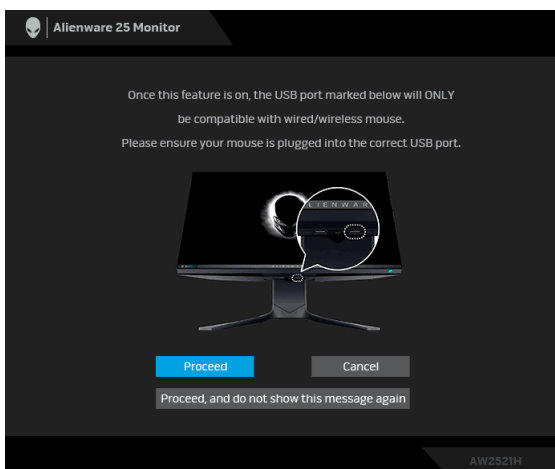 Alienware 25 Monitor
Once this feature is on, the USB port marked below will ONLY
be compatible with wired/wireless mouse.
Please ensure your mouse is plugged into the correct USB port.
LIENWAR
Proceed
Cancel
Proceed, and do not show this message again
AW2521H